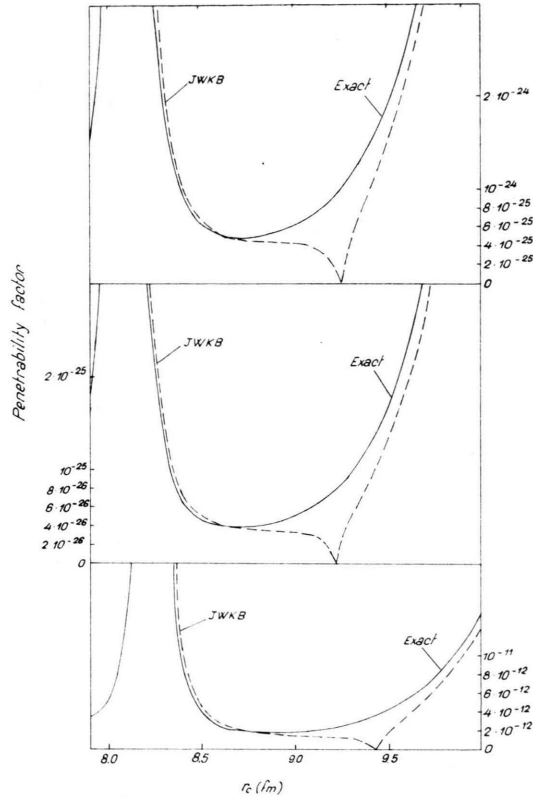 JWKB
Exact
2·10⁻²⁴
10⁻²⁴
8·10⁻²⁵
6·10⁻²⁵
4·10⁻²⁵
2·10⁻²⁵
0
Penetrability factor
JWKB
Exact
2·10⁻²⁵
10⁻²⁵
8·10⁻²⁶
6·10⁻²⁶
4·10⁻²⁶
2·10⁻²⁶
0
JWKB
Exact
10⁻¹¹
8·10⁻¹²
6·10⁻¹²
4·10⁻¹²
2·10⁻¹²
0
8.0 8.5 9.0 9.5
r_c (fm)